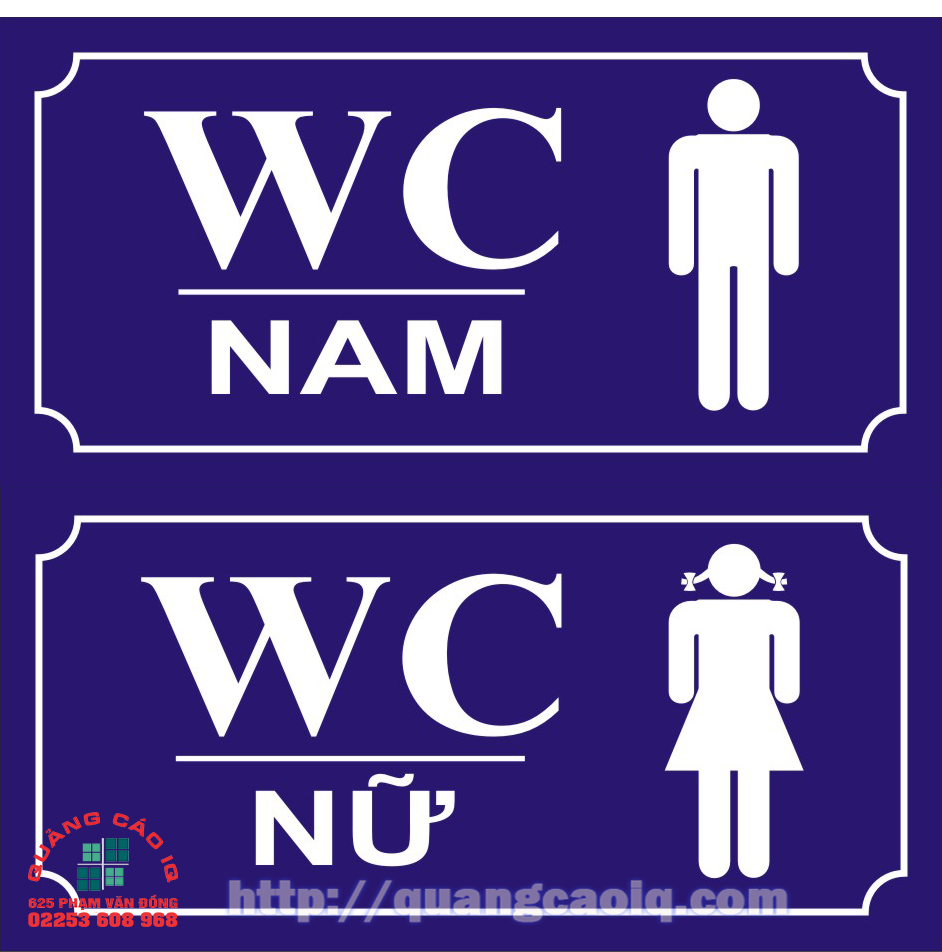 WC
NAM
WC
NỮ
QUẢNG CÁO IQ
625 PHẠM VĂN ĐỒNG
02253 608 968
http://quangcaoiq.com